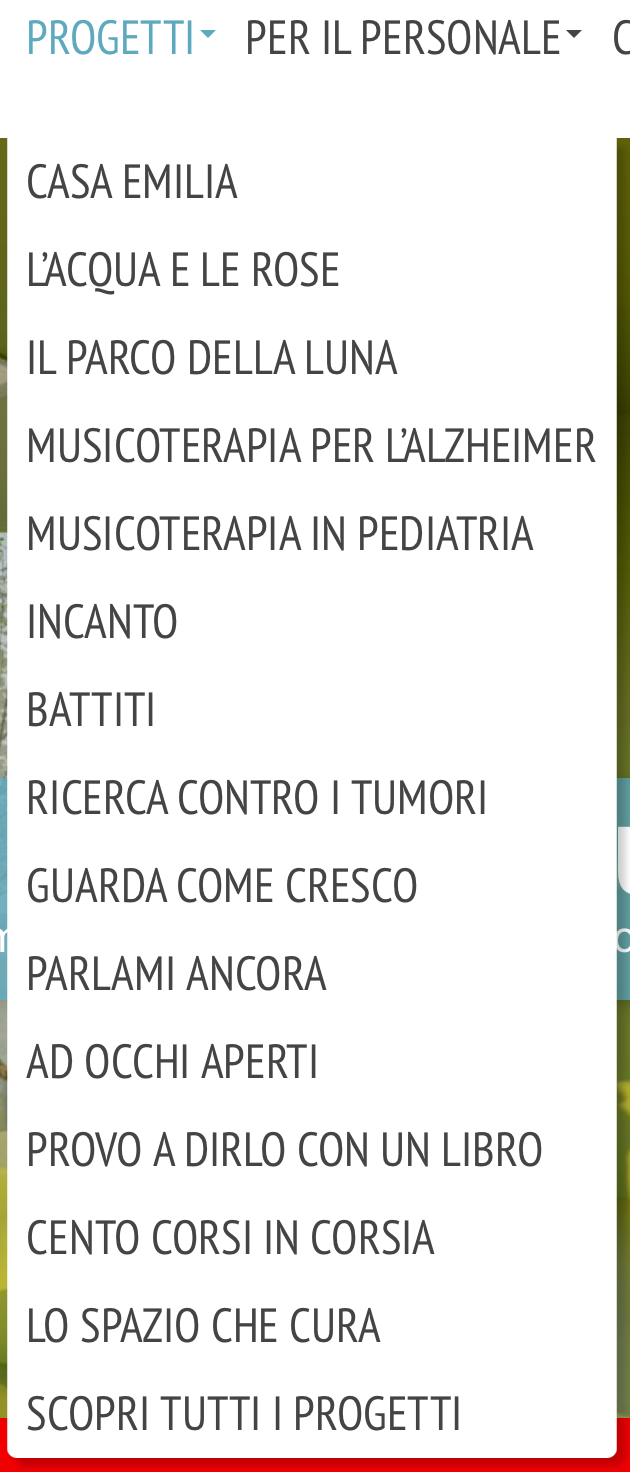 PROGETTI PER IL PERSONALE
CASA EMILIA
L’ACQUA E LE ROSE
IL PARCO DELLA LUNA
MUSICOTERAPIA PER L’ALZHEIMER
MUSICOTERAPIA IN PEDIATRIA
INCANTO
BATTITI
RICERCA CONTRO I TUMORI
GUARDA COME CRESCO
PARLAMI ANCORA
AD OCCHI APERTI
PROVO A DIRLO CON UN LIBRO
CENTO CORSI IN CORSIA
LO SPAZIO CHE CURA
SCOPRI TUTTI I PROGETTI